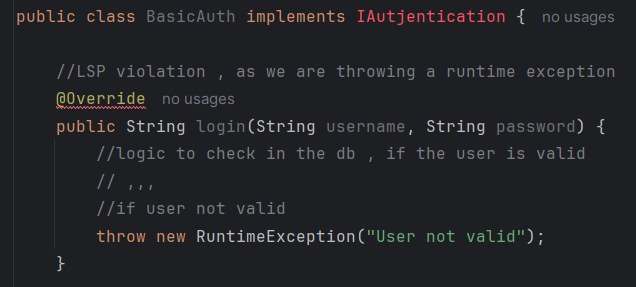 public class BasicAuth implements IAutjentication { no usages
//LSP violation , as we are throwing a runtime exception
@Override no usages
public String login(String username, String password) {
//logic to check in the db , if the user is valid
// ,,,
//if user not valid
throw new RuntimeException("User not valid");
}